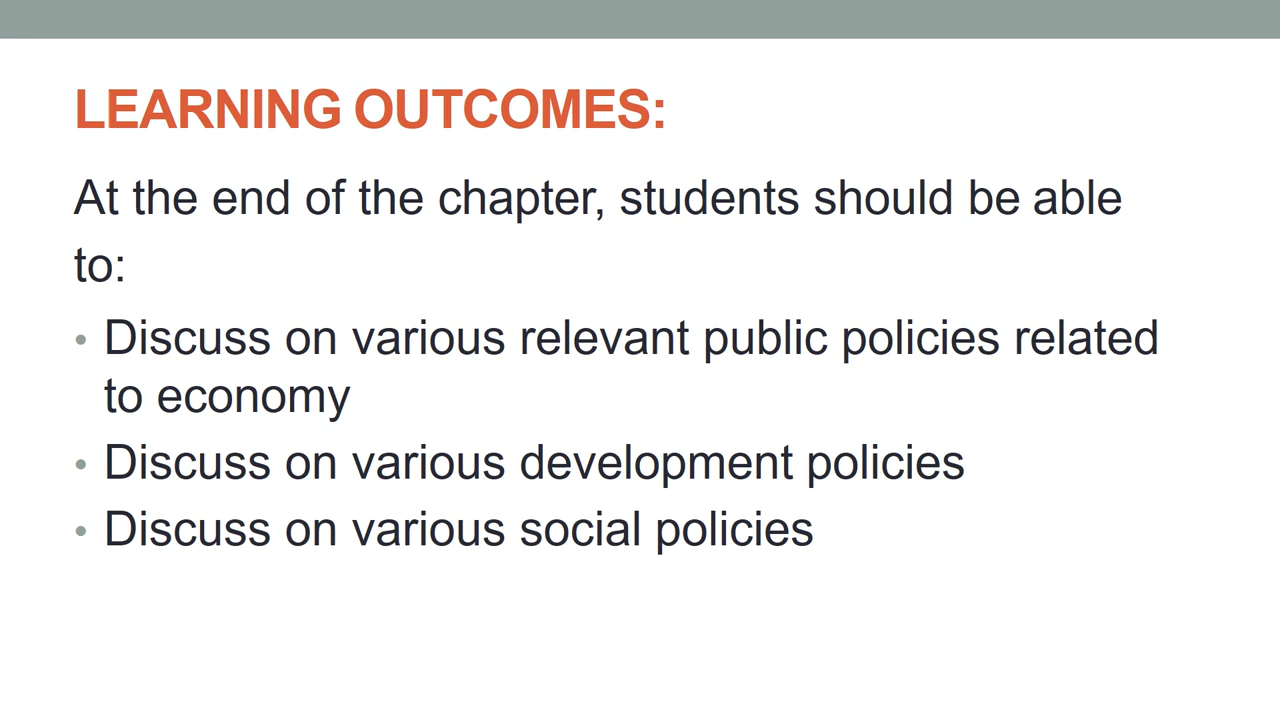 LEARNING OUTCOMES:
At the end of the chapter, students should be able
to:
• Discuss on various relevant public policies related
to economy
• Discuss on various development policies
• Discuss on various social policies